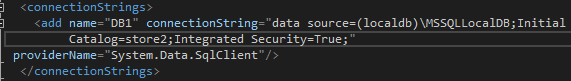 <connectionStrings>
<add name="DB1" connectionString="data source=(localdb)\MSSQLLocalDB;Initial
Catalog=store2;Integrated Security=True;"
providerName="System.Data.SqlClient"/>
</connectionStrings>